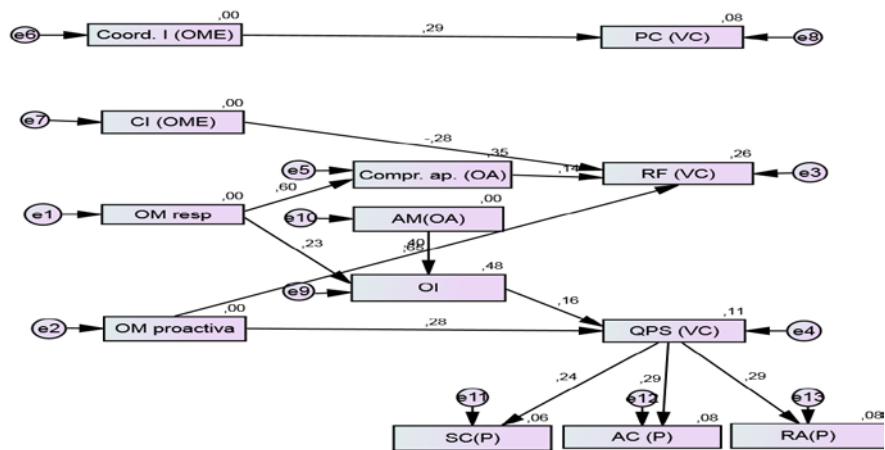 ,00
,08
e6
Coord. I (OME)
,29
PC (VC)
e8
,00
e7
CI (OME)
-,28
,35
,26
e5
Compr. ap. (OA)
,14
RF (VC)
e3
,00
,60
,00
e1
OM resp
e10
AM(OA)
,23
,40
,65
,48
e9
OI
,00
,16
,11
e2
OM proactiva
,28
QPS (VC)
e4
,24
,29
,29
e11
e12
e13
,06
,08
,08
SC(P)
AC (P)
RA(P)